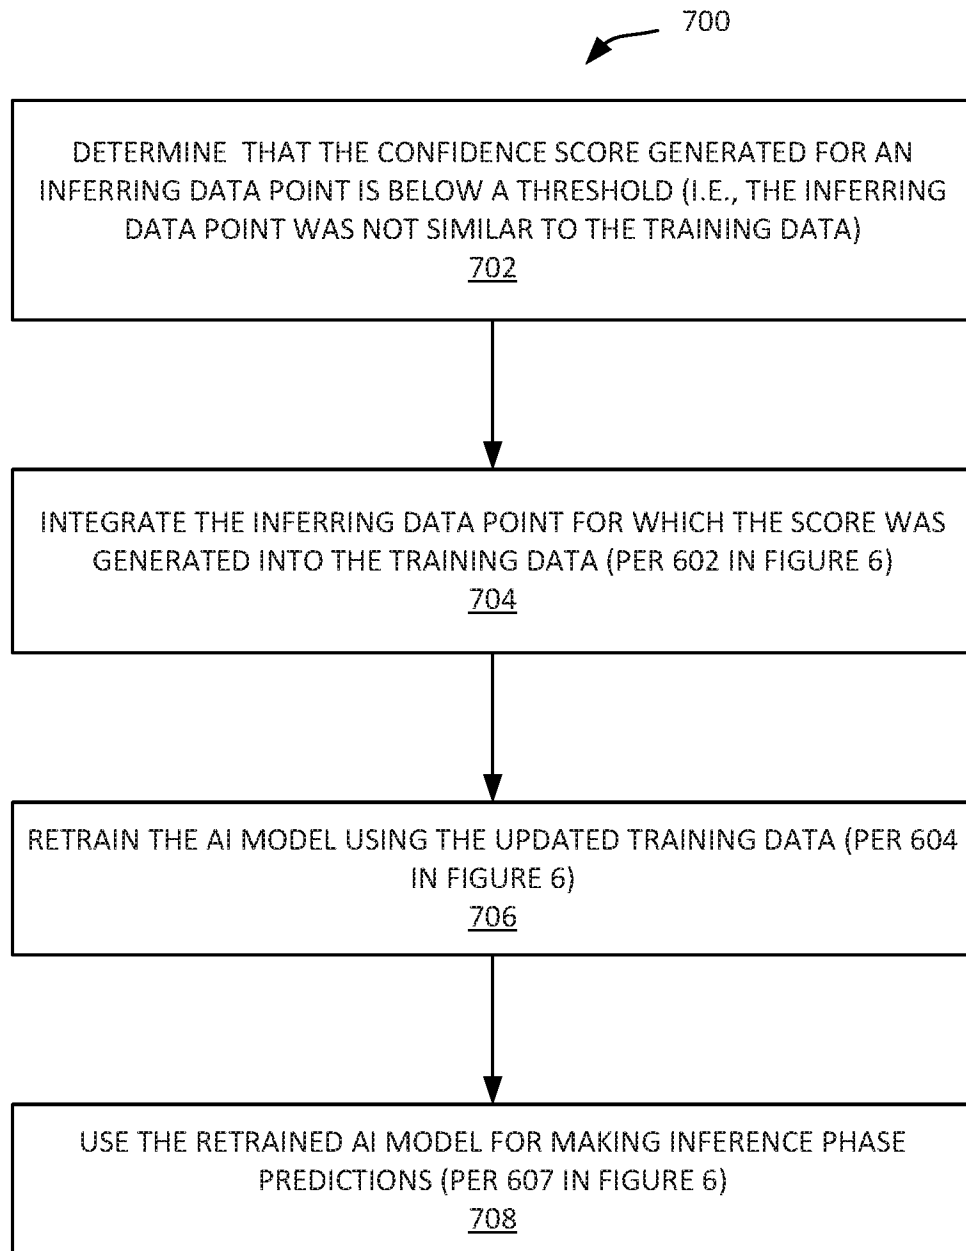 700
DETERMINE THAT THE CONFIDENCE SCORE GENERATED FOR AN
INFERRING DATA POINT IS BELOW A THRESHOLD (I.E., THE INFERRING
DATA POINT WAS NOT SIMILAR TO THE TRAINING DATA)
702
INTEGRATE THE INFERRING DATA POINT FOR WHICH THE SCORE WAS
GENERATED INTO THE TRAINING DATA (PER 602 IN FIGURE 6)
704
RETRAIN THE AI MODEL USING THE UPDATED TRAINING DATA (PER 604
IN FIGURE 6)
706
USE THE RETRAINED AI MODEL FOR MAKING INFERENCE PHASE
PREDICTIONS (PER 607 IN FIGURE 6)
708